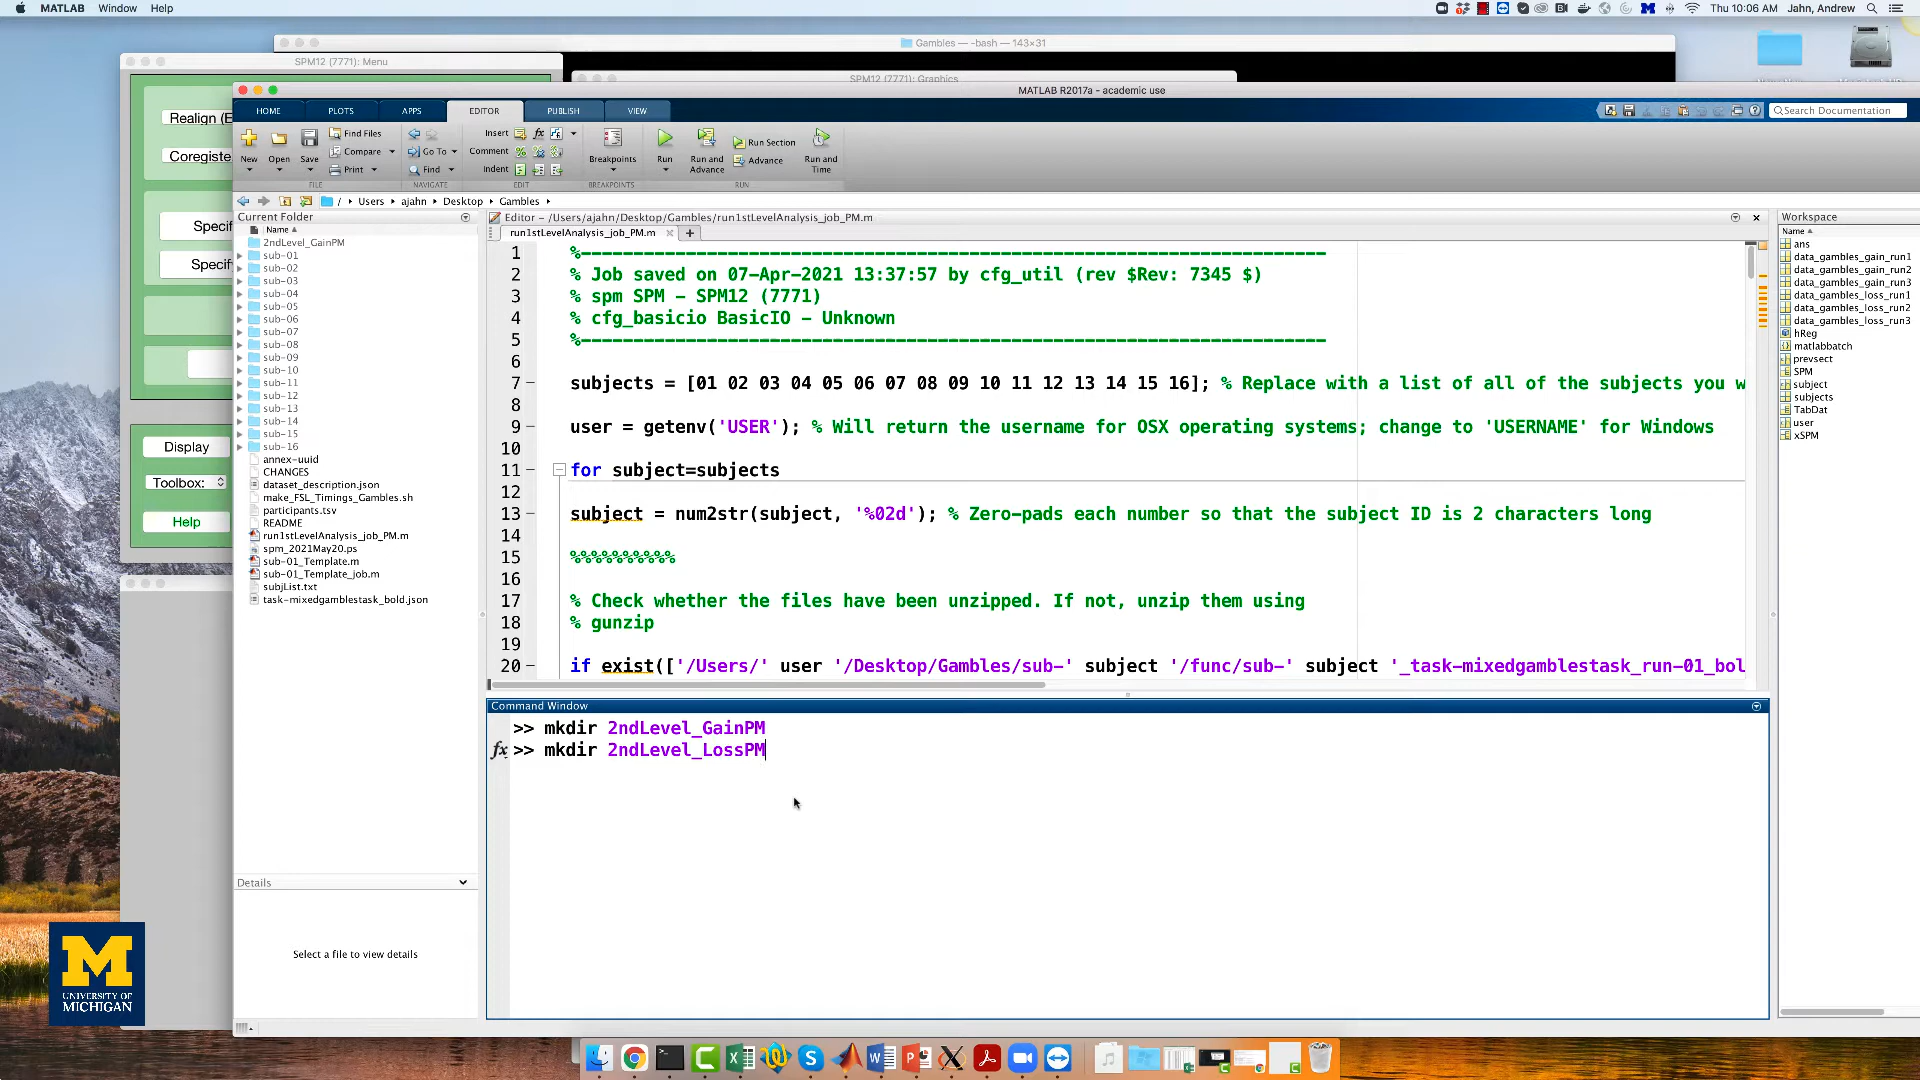 MATLAB Window Help
Thu 10:06 AM Jahn, Andrew
Gambles — -bash — 143×31
SPM12 (7771): Menu
SPM12 (7771): Graphics
Realign (E
Coregiste
Specif
Specif
Display
Toolbox:
Help
MATLAB R2017a - academic use
HOME PLOTS APPS EDITOR PUBLISH VIEW
Search Documentation
New Open Save
Find Files
Compare
Print
Go To
Find
Insert
Comment
Indent
Breakpoints
Run
Run and Advance
Run Section
Advance
Run and Time
FILE NAVIGATE EDIT BREAKPOINTS RUN
/ Users ajahn Desktop Gambles
Current Folder
Name
2ndLevel_GainPM
sub-01
sub-02
sub-03
sub-04
sub-05
sub-06
sub-07
sub-08
sub-09
sub-10
sub-11
sub-12
sub-13
sub-14
sub-15
sub-16
annex-uuid
CHANGES
dataset_description.json
make_FSL_Timings_Gambles.sh
participants.tsv
README
run1stLevelAnalysis_job_PM.m
spm_2021May20.ps
sub-01_Template.m
sub-01_Template_job.m
subjList.txt
task-mixedgamblestask_bold.json
Details
Select a file to view details
Editor - /Users/ajahn/Desktop/Gambles/run1stLevelAnalysis_job_PM.m
run1stLevelAnalysis_job_PM.m
1 %-----------------------------------------------------------------------
2 % Job saved on 07-Apr-2021 13:37:57 by cfg_util (rev $Rev: 7345 $)
3 % spm SPM - SPM12 (7771)
4 % cfg_basicio BasicIO - Unknown
5 %-----------------------------------------------------------------------
6
7 subjects = [01 02 03 04 05 06 07 08 09 10 11 12 13 14 15 16]; % Replace with a list of all of the subjects you w
8
9 user = getenv('USER'); % Will return the username for OSX operating systems; change to 'USERNAME' for Windows
10
11 for subject=subjects
12
13 subject = num2str(subject, '%02d'); % Zero-pads each number so that the subject ID is 2 characters long
14
15 %%%%%%%%%%
16
17 % Check whether the files have been unzipped. If not, unzip them using
18 % gunzip
19
20 if exist(['/Users/' user '/Desktop/Gambles/sub-' subject '/func/sub-' subject '_task-mixedgamblestask_run-01_bol
Command Window
>> mkdir 2ndLevel_GainPM
fx >> mkdir 2ndLevel_LossPM
Workspace
Name
ans
data_gambles_gain_run1
data_gambles_gain_run2
data_gambles_gain_run3
data_gambles_loss_run1
data_gambles_loss_run2
data_gambles_loss_run3
hReg
matlabbatch
prevsect
SPM
subject
subjects
TabDat
user
xSPM
M
UNIVERSITY OF
MICHIGAN